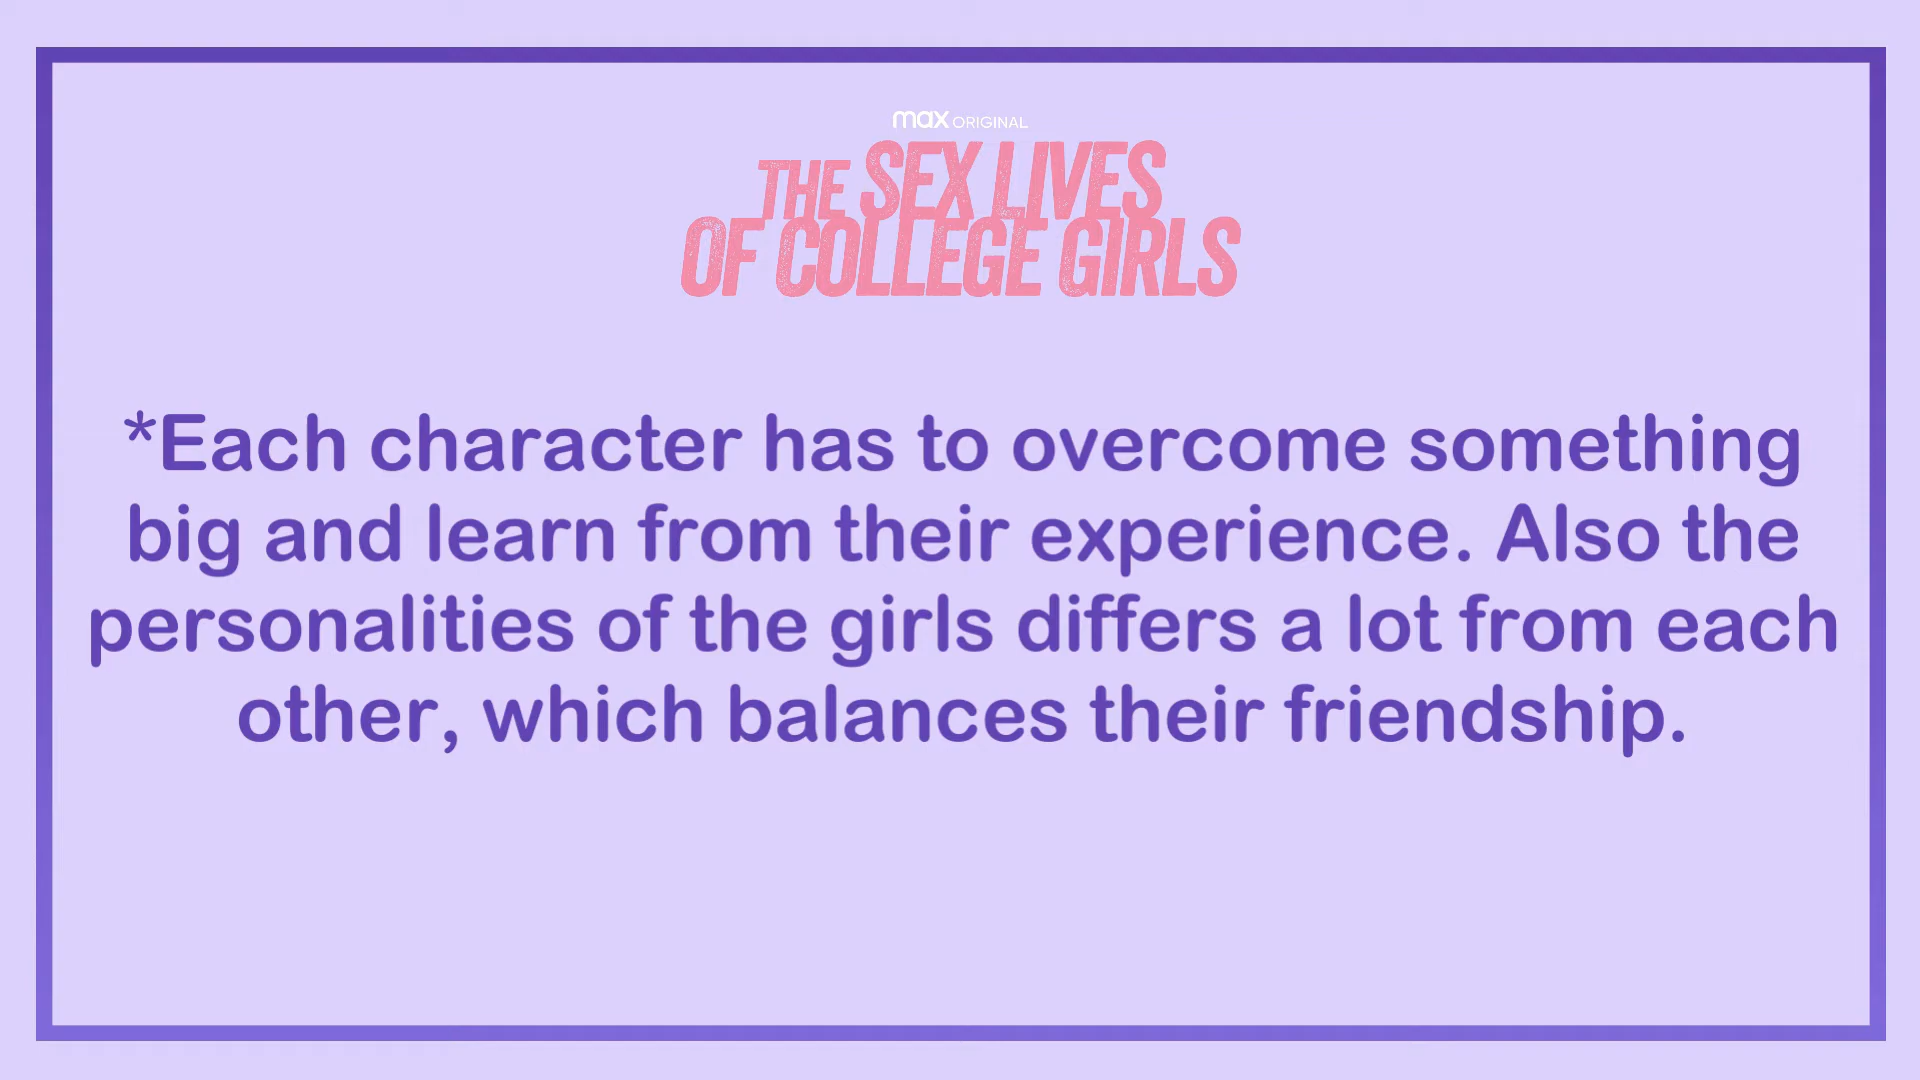 max ORIGINAL
THE SEX LIVES
OF COLLEGE GIRLS
*Each character has to overcome something
big and learn from their experience. Also the
personalities of the girls differs a lot from each
other, which balances their friendship.